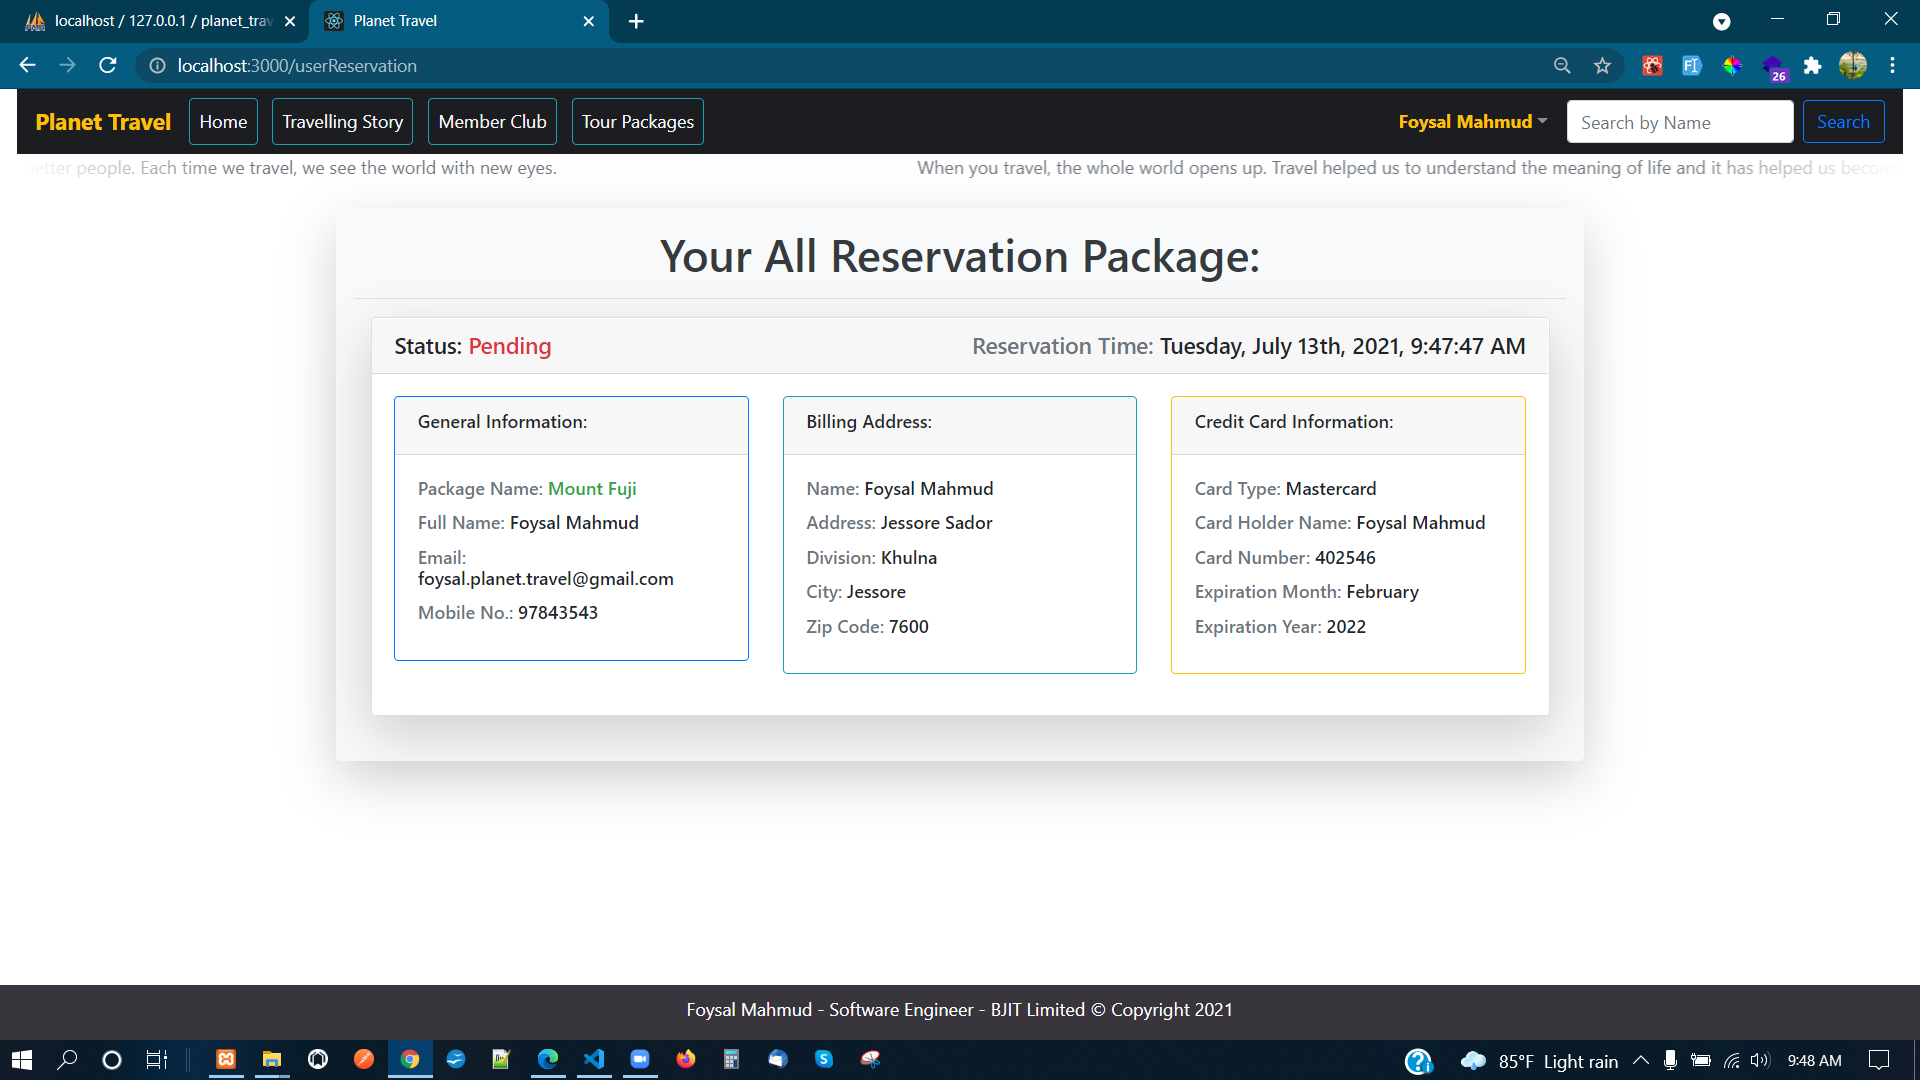 localhost / 127.0.0.1 / planet_trav
Planet Travel
localhost:3000/userReservation
26
Planet Travel
Home
Travelling Story
Member Club
Tour Packages
Foysal Mahmud
Search by Name
Search
better people. Each time we travel, we see the world with new eyes.
When you travel, the whole world opens up. Travel helped us to understand the meaning of life and it has helped us becom
Your All Reservation Package:
Status: Pending
Reservation Time: Tuesday, July 13th, 2021, 9:47:47 AM
General Information:
Package Name: Mount Fuji
Full Name: Foysal Mahmud
Email:
foysal.planet.travel@gmail.com
Mobile No.: 97843543
Billing Address:
Name: Foysal Mahmud
Address: Jessore Sador
Division: Khulna
City: Jessore
Zip Code: 7600
Credit Card Information:
Card Type: Mastercard
Card Holder Name: Foysal Mahmud
Card Number: 402546
Expiration Month: February
Expiration Year: 2022
Foysal Mahmud - Software Engineer - BJIT Limited © Copyright 2021
85°F Light rain
9:48 AM